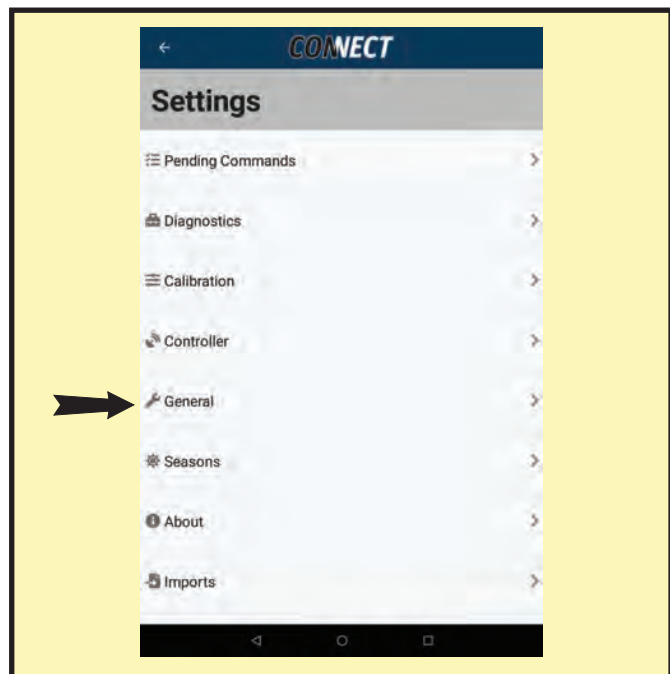 CONNECT
Settings
Pending Commands
Diagnostics
Calibration
Controller
General
Seasons
About
Imports